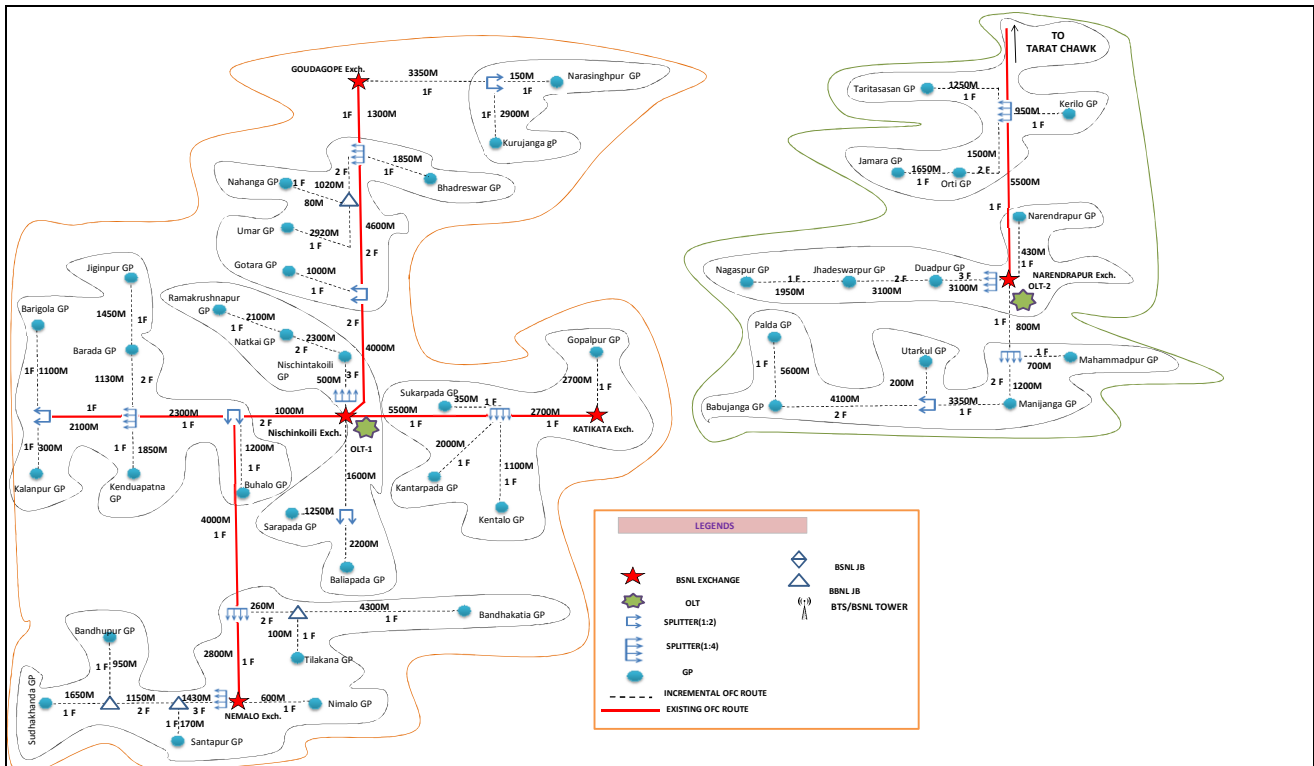 TO
TARAT CHAWK
GOUDAGOPE Exch.
3350M
1F
150M
1F
Narasinghpur GP
1F
2900M
Kurujanga gP
1F
1300M
1850M
1F
Bhadreswar GP
2 F
1020M
Nahanga GP
1 F
80M
Umar GP
2920M
1 F
4600M
2 F
Gotara GP
1000M
1 F
2 F
4000M
Ramakrushnapur
GP
2100M
1 F
Natkai GP
2300M
2 F
Nischintakoili
GP
3 F
500M
Jiginpur GP
1450M
1F
Barigola GP
Barada GP
1F
1100M
1130M
2 F
1F
2100M
2300M
1 F
1000M
2 F
Nischinkoili Exch.
OLT-1
5500M
1 F
2700M
1 F
KATIKATA Exch.
Gopalpur GP
2700M
1 F
Sukarpada GP
350M
1 F
2000M
1 F
Kantarpada GP
1100M
1 F
Kentalo GP
1F
300M
Kalanpur GP
1 F
1850M
Kenduapatna
GP
1200M
1 F
Buhalo GP
1600M
Sarapada GP
1250M
2200M
Baliapada GP
4000M
1 F
260M
2 F
4300M
1 F
Bandhakatia GP
100M
1 F
Tilakana GP
2800M
1 F
Bandhupur GP
1 F
950M
Sudhakhanda GP
1650M
1 F
1150M
2 F
1430M
3 F
1 F
170M
Santapur GP
NEMALO Exch.
600M
1 F
Nimalo GP
Taritasasan GP
1250M
1 F
950M
1 F
Kerilo GP
Jamara GP
1650M
1 F
Orti GP
1500M
2 F
5500M
1 F
Narendrapur GP
430M
1 F
NARENDRAPUR Exch.
OLT-2
Nagaspur GP
1 F
1950M
Jhadeswarpur GP
2 F
3100M
Duadpur GP
3 F
3100M
1 F
800M
Palda GP
1 F
5600M
Utarkul GP
200M
1 F
700M
Mahammadpur GP
2 F
1200M
Babujanga GP
4100M
2 F
3350M
1 F
Manijanga GP
LEGENDS
BSNL EXCHANGE
OLT
SPLITTER(1:2)
SPLITTER(1:4)
GP
INCREMENTAL OFC ROUTE
EXISTING OFC ROUTE
BSNL JB
BBNL JB
BTS/BSNL TOWER